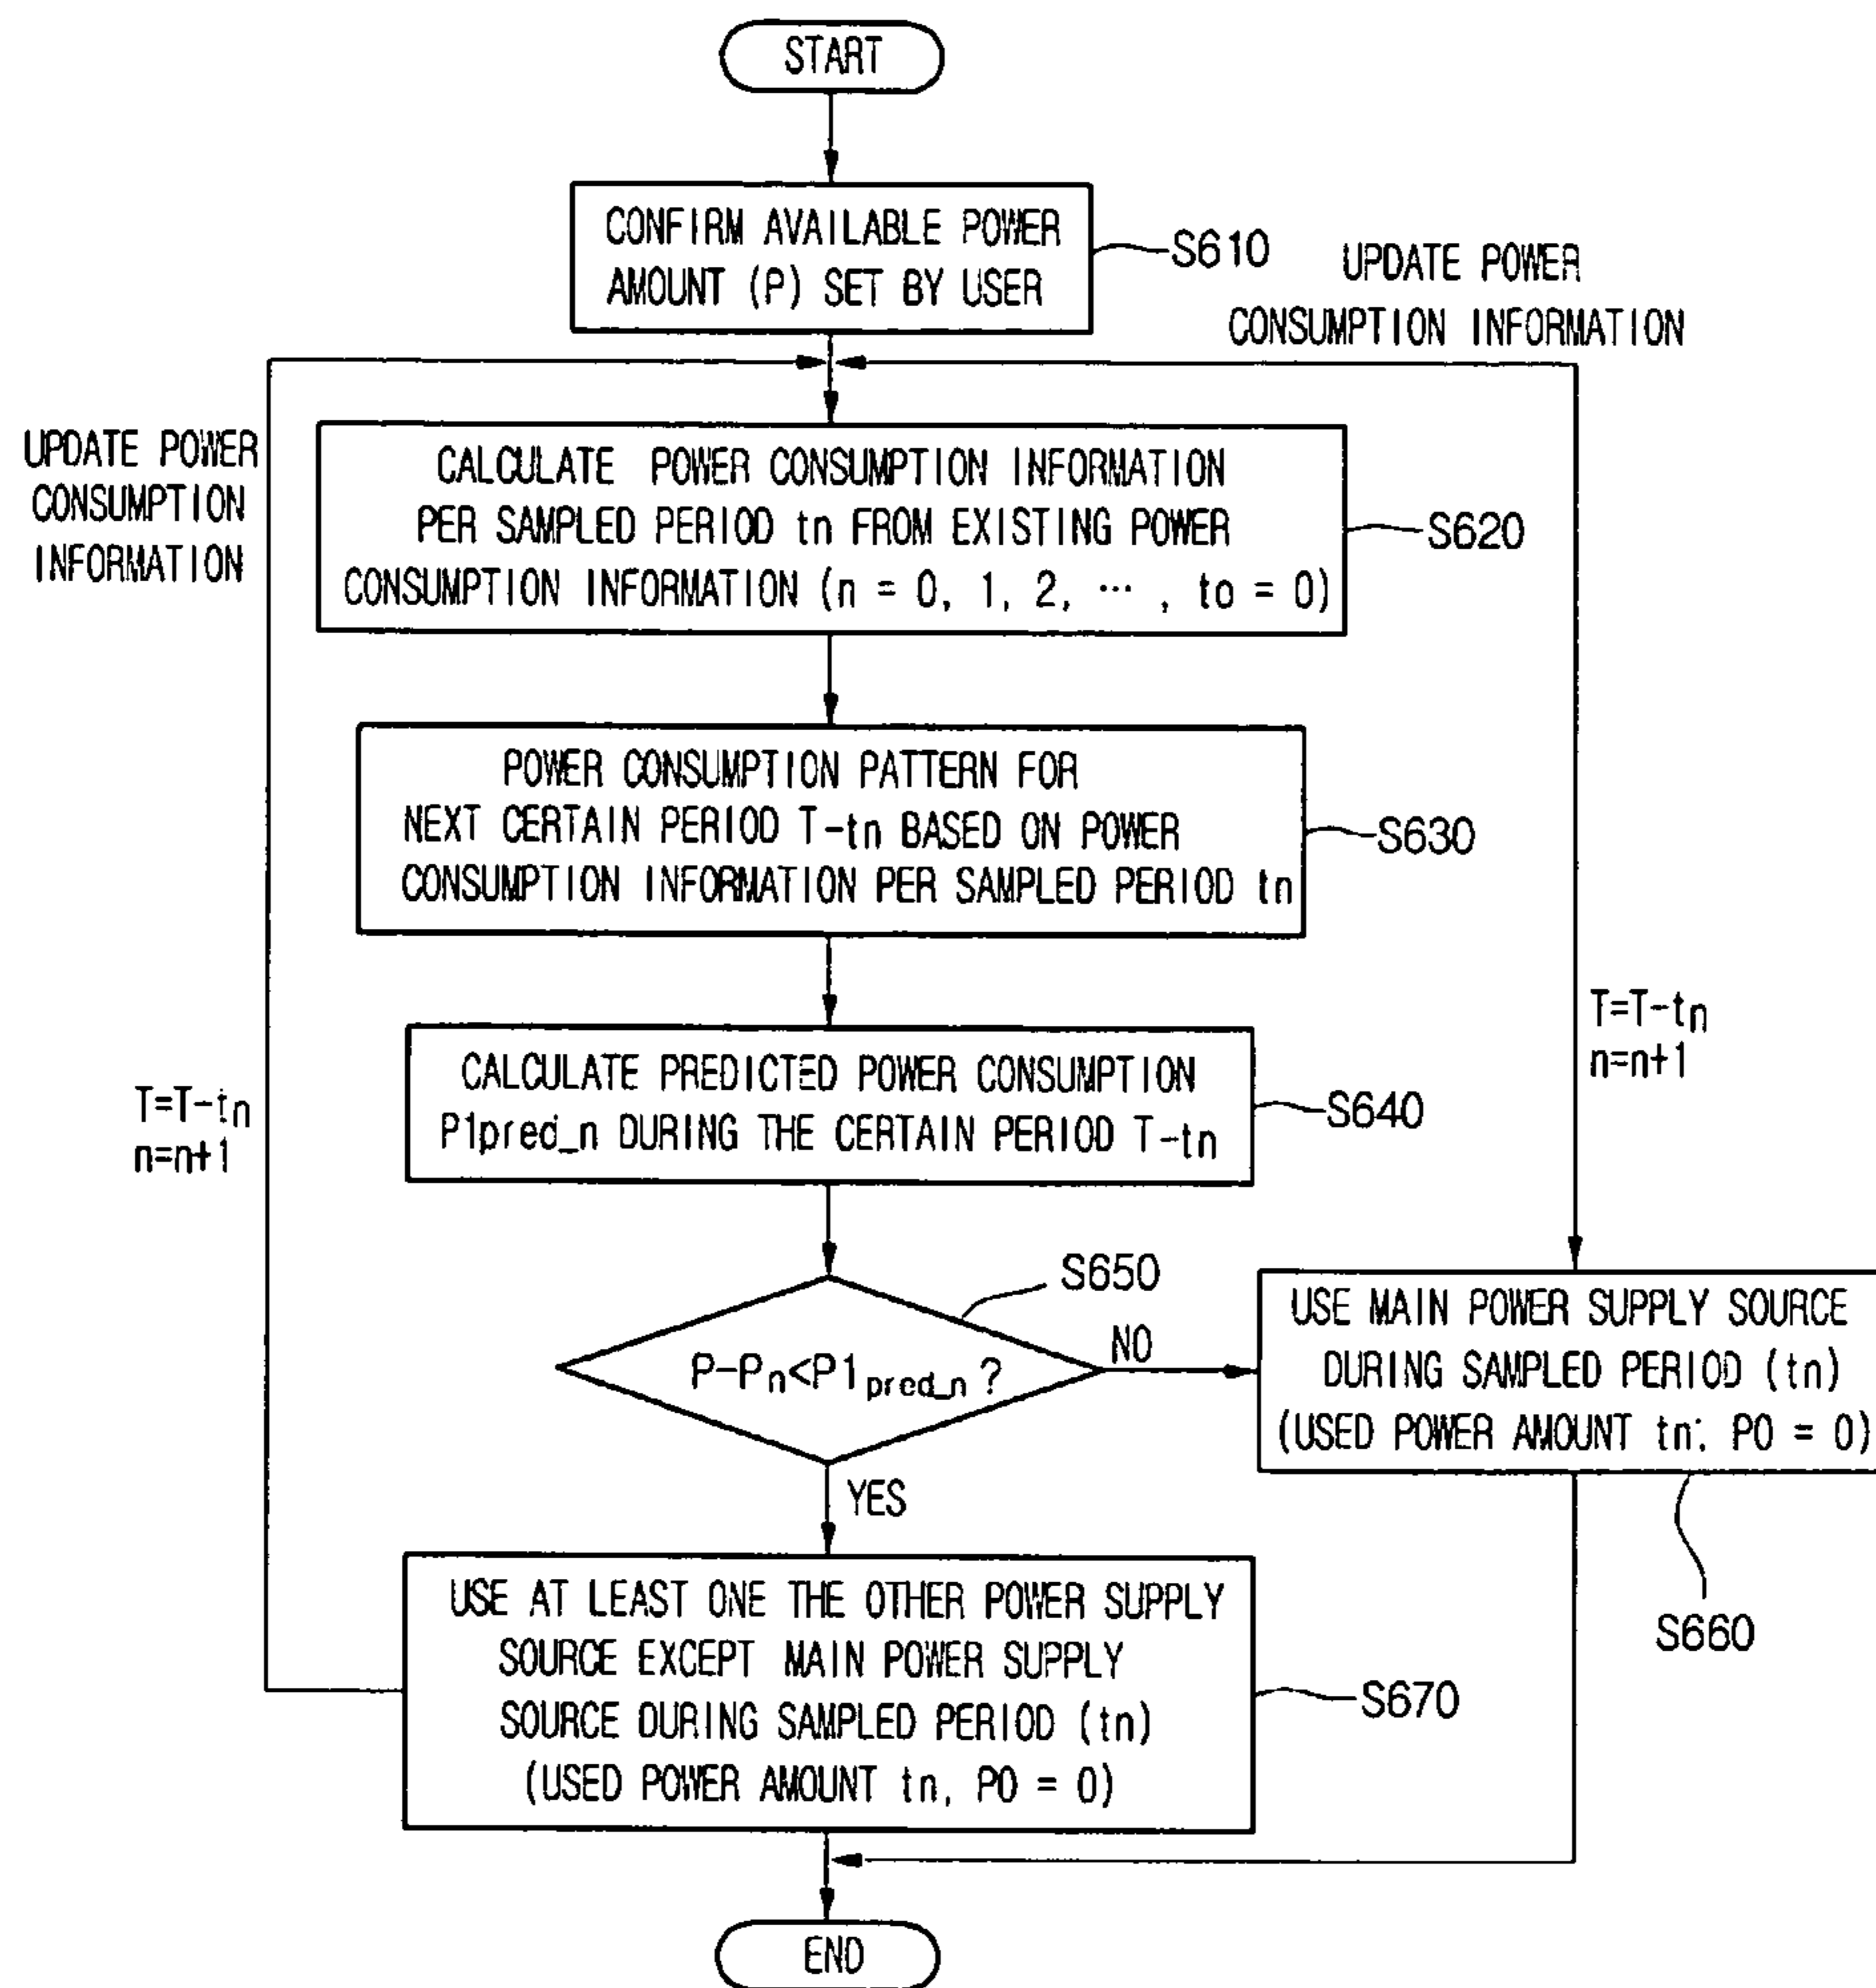 START
CONFIRM AVAILABLE POWER
AMOUNT (P) SET BY USER
S610
UPDATE POWER
CONSUMPTION INFORMATION
UPDATE POWER
CONSUMPTION
INFORMATION
CALCULATE POWER CONSUMPTION INFORMATION
PER SAMPLED PERIOD tn FROM EXISTING POWER
CONSUMPTION INFORMATION (n = 0, 1, 2, ··· , to = 0)
S620
POWER CONSUMPTION PATTERN FOR
NEXT CERTAIN PERIOD T-tn BASED ON POWER
CONSUMPTION INFORMATION PER SAMPLED PERIOD tn
S630
T=T-tn
n=n+1
CALCULATE PREDICTED POWER CONSUMPTION
P1pred_n DURING THE CERTAIN PERIOD T-tn
S640
T=T-tn
n=n+1
S650
P-Pn<P1pred_n ?
NO
YES
USE MAIN POWER SUPPLY SOURCE
DURING SAMPLED PERIOD (tn)
(USED POWER AMOUNT tn: P0 = 0)
S660
USE AT LEAST ONE THE OTHER POWER SUPPLY
SOURCE EXCEPT MAIN POWER SUPPLY
SOURCE DURING SAMPLED PERIOD (tn)
(USED POWER AMOUNT tn, P0 = 0)
S670
END